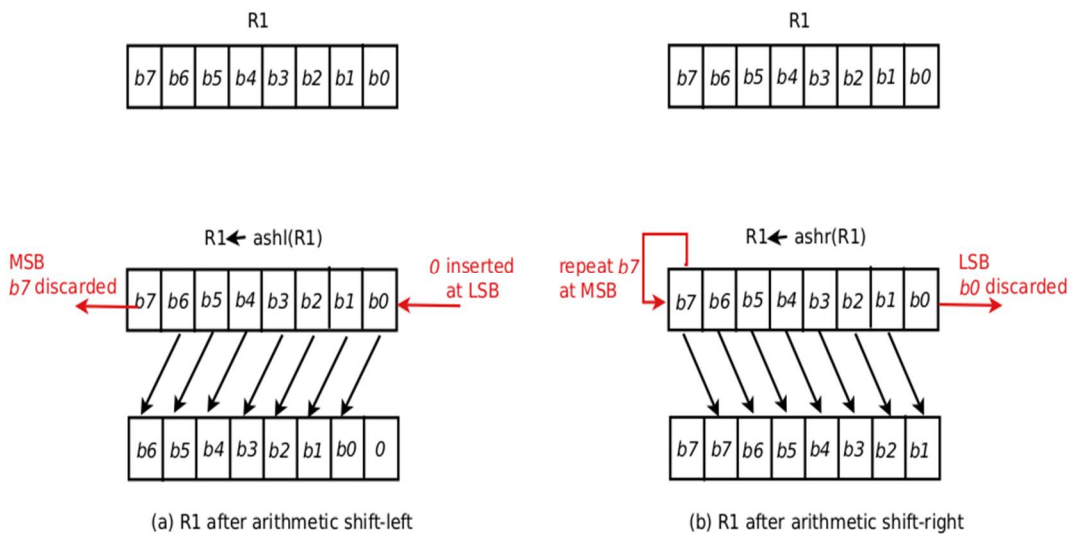 R1
b7 b6 b5 b4 b3 b2 b1 b0
R1← ashl(R1)
MSB
b7 discarded
0 inserted
at LSB
b7 b6 b5 b4 b3 b2 b1 b0
b6 b5 b4 b3 b2 b1 b0 0
(a) R1 after arithmetic shift-left
R1
b7 b6 b5 b4 b3 b2 b1 b0
R1← ashr(R1)
repeat b7
at MSB
LSB
b0 discarded
b7 b6 b5 b4 b3 b2 b1 b0
b7 b7 b6 b5 b4 b3 b2 b1
(b) R1 after arithmetic shift-right